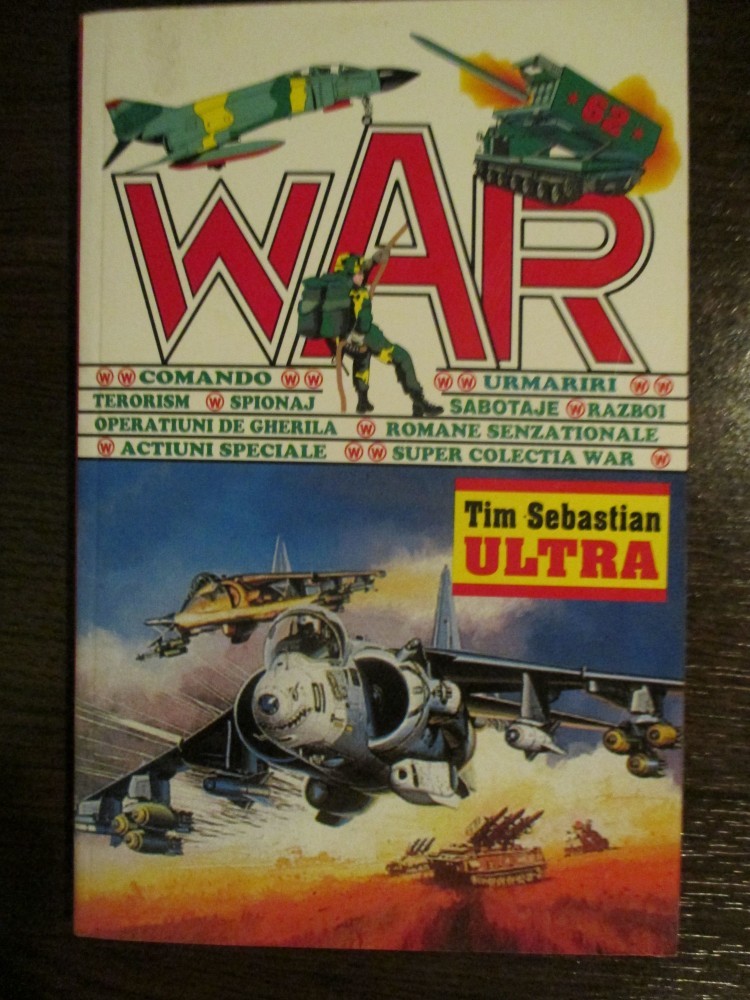 62
WAR
W W COMANDO W W W W URMARIRI W W
TERORISM W SPIONAJ SABOTAJE W RAZBOI
OPERATIUNI DE GHERILA W ROMANE SENZATIONALE
W ACTIUNI SPECIALE W W SUPER COLECTIA WAR W
Tim Sebastian
ULTRA